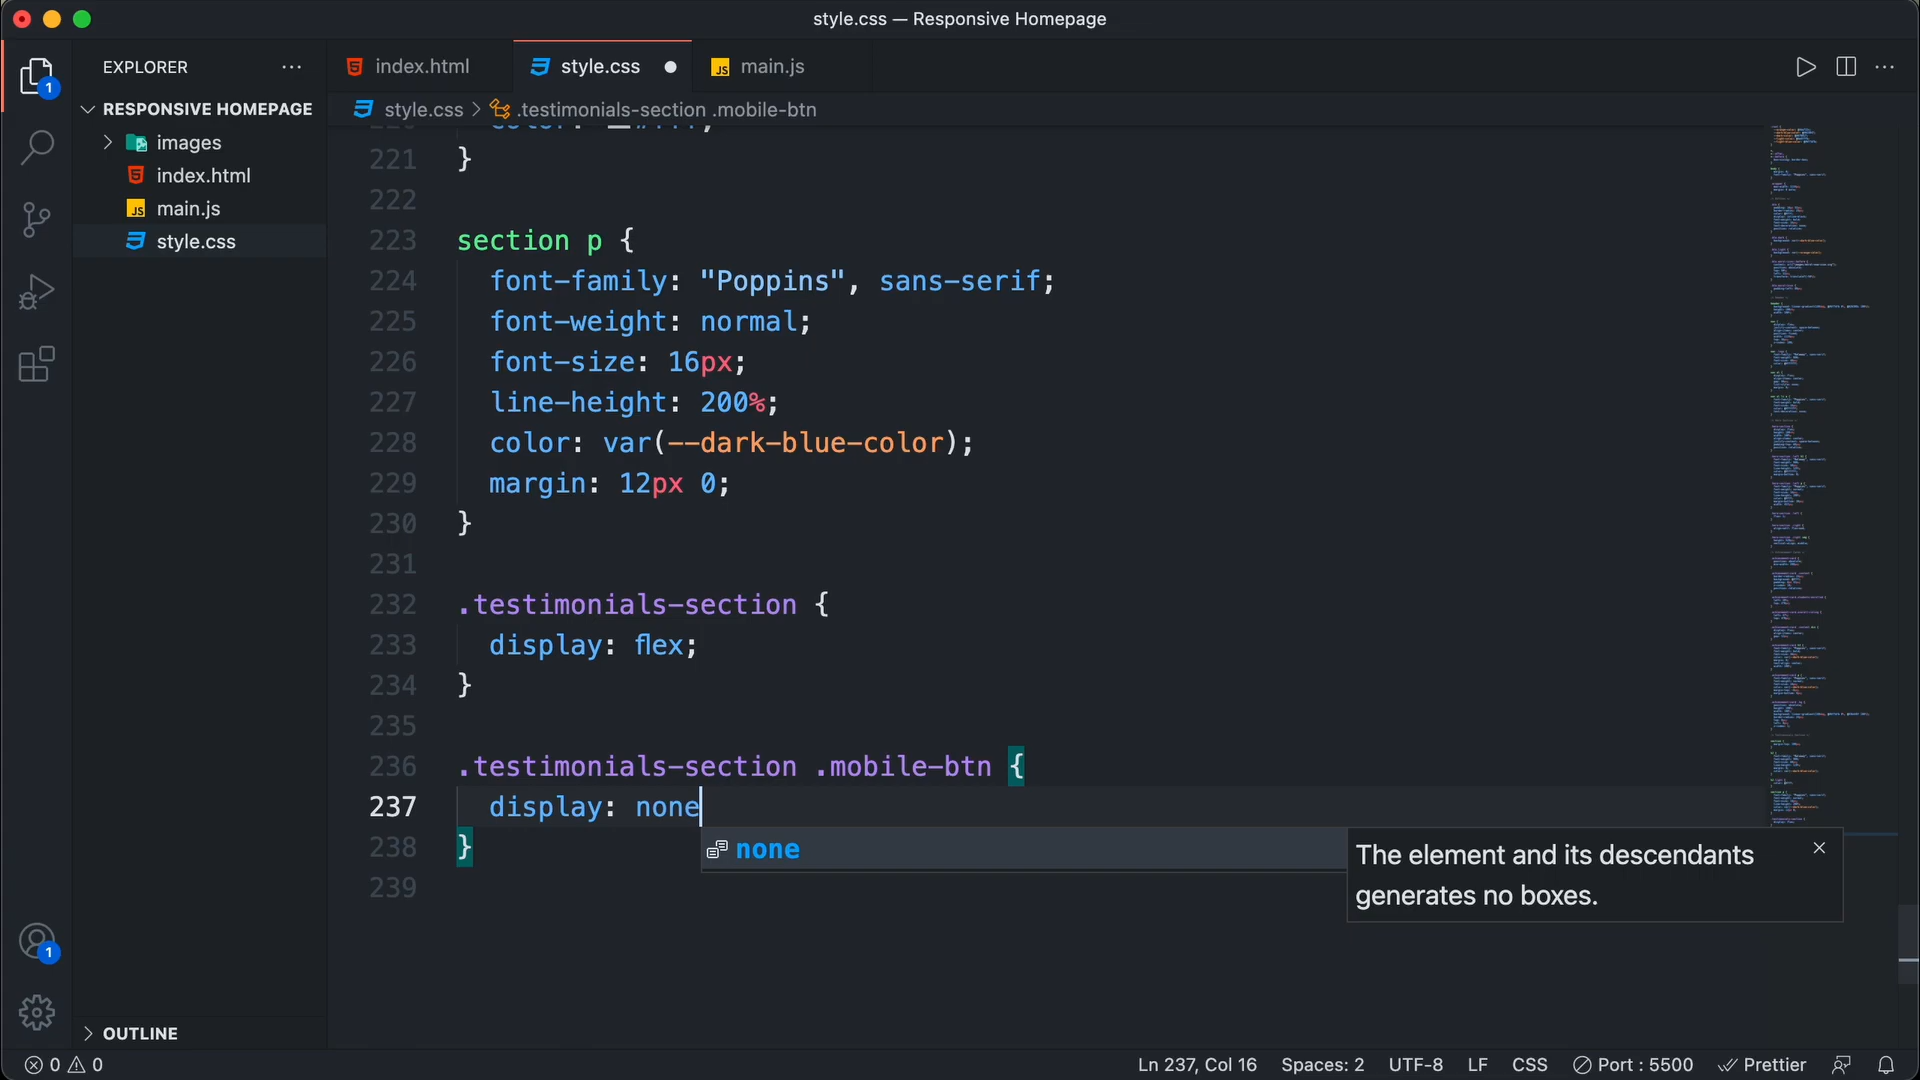 style.css — Responsive Homepage
EXPLORER
index.html
style.css
main.js
1
RESPONSIVE HOMEPAGE
style.css > .testimonials-section .mobile-btn
images
index.html
main.js
style.css
221 }
222
223 section p {
224 font-family: "Poppins", sans-serif;
225 font-weight: normal;
226 font-size: 16px;
227 line-height: 200%;
228 color: var(--dark-blue-color);
229 margin: 12px 0;
230 }
231
232 .testimonials-section {
233 display: flex;
234 }
235
236 .testimonials-section .mobile-btn {
237 display: none
238 }
239
none
The element and its descendants
generates no boxes.
1
OUTLINE
0 0
Ln 237, Col 16 Spaces: 2 UTF-8 LF CSS Port : 5500 Prettier